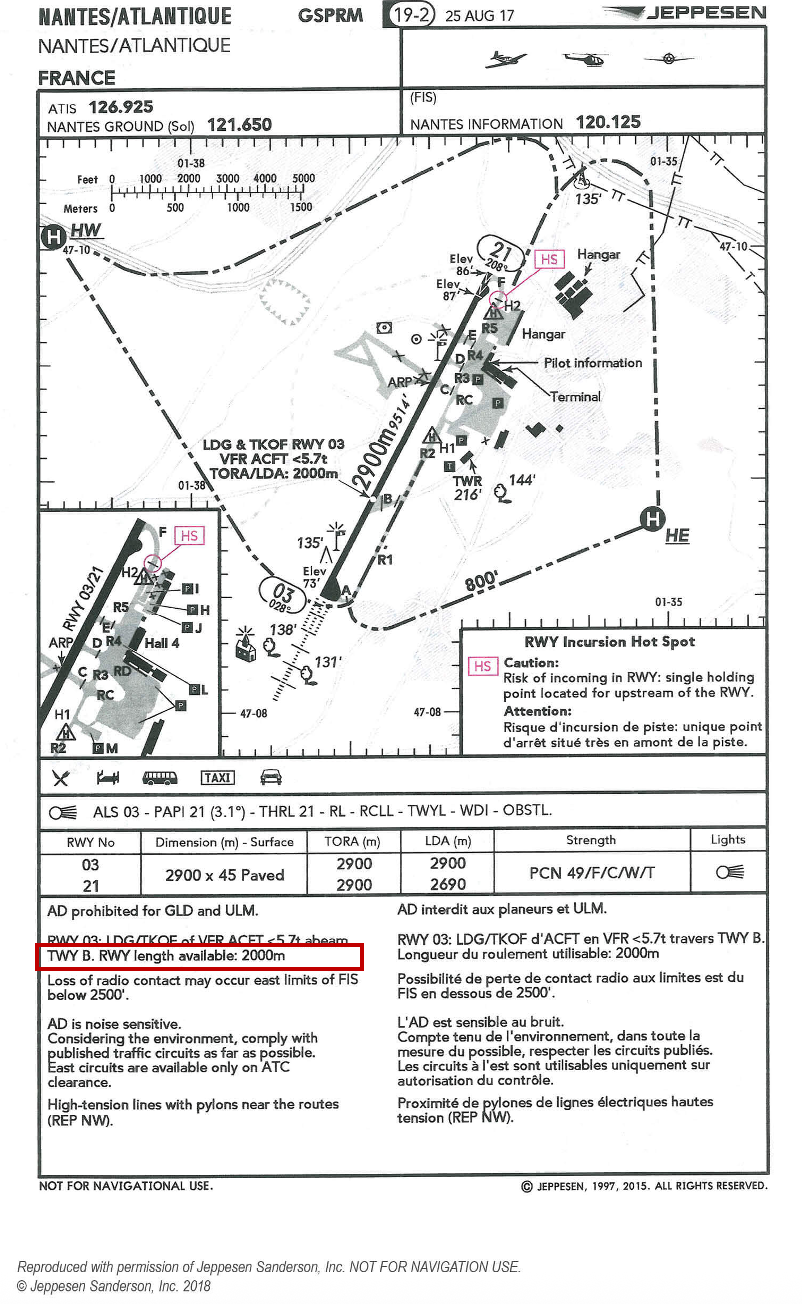 NANTES/ATLANTIQUE GSPRM 19-2 25 AUG 17 JEPPESEN
NANTES/ATLANTIQUE
FRANCE
ATIS 126.925
NANTES GROUND (Sol) 121.650
(FIS)
NANTES INFORMATION 120.125
01-38
01-35
Feet 0 1000 2000 3000 4000 5000
Meters 0 500 1000 1500
135'
H HW
47-10
47-10
21
208°
HS
Hangar
Elev
86'
Elev
87'
F
H2
H
R5
E
Hangar
D R4
Pilot information
ARP
R3
P
C
RC
P
Terminal
2900m 9514'
LDG & TKOF RWY 03
VFR ACFT <5.7t
TORA/LDA: 2000m
H
R2
H1
P
T
TWR
216'
144'
01-38
B
H
HE
135'
R1
Elev
73'
03
028°
A
800'
01-35
138'
131'
47-08
47-08
F
HS
RWY 03/21
H2
H
P I
R5
P H
E
P J
ARP
D R4
Hall 4
C R3 RD
P L
RC
P
H1
H
R2
P M
RWY Incursion Hot Spot
HS Caution:
Risk of incoming in RWY: single holding
point located for upstream of the RWY.
Attention:
Risque d'incursion de piste: unique point
d'arrêt situé très en amont de la piste.
TAXI
ALS 03 - PAPI 21 (3.1°) - THRL 21 - RL - RCLL - TWYL - WDI - OBSTL.
RWY No Dimension (m) - Surface TORA (m) LDA (m) Strength Lights
03 2900 2900
2900 x 45 Paved PCN 49/F/C/W/T
21 2900 2690
AD prohibited for GLD and ULM.
RWY 03: LDG/TKOF of VFR ACFT <5.7t abeam
TWY B. RWY length available: 2000m
Loss of radio contact may occur east limits of FIS
below 2500'.
AD is noise sensitive.
Considering the environment, comply with
published traffic circuits as far as possible.
East circuits are available only on ATC
clearance.
High-tension lines with pylons near the routes
(REP NW).
AD interdit aux planeurs et ULM.
RWY 03: LDG/TKOF d'ACFT en VFR <5.7t travers TWY B.
Longueur du roulement utilisable: 2000m
Possibilité de perte de contact radio aux limites est du
FIS en dessous de 2500'.
L'AD est sensible au bruit.
Compte tenu de l'environnement, dans toute la
mesure du possible, respecter les circuits publiés.
Les circuits à l'est sont utilisables uniquement sur
autorisation du contrôle.
Proximité de pylones de lignes électriques hautes
tension (REP NW).
NOT FOR NAVIGATIONAL USE.
© JEPPESEN, 1997, 2015. ALL RIGHTS RESERVED.
Reproduced with permission of Jeppesen Sanderson, Inc. NOT FOR NAVIGATION USE.
© Jeppesen Sanderson, Inc. 2018